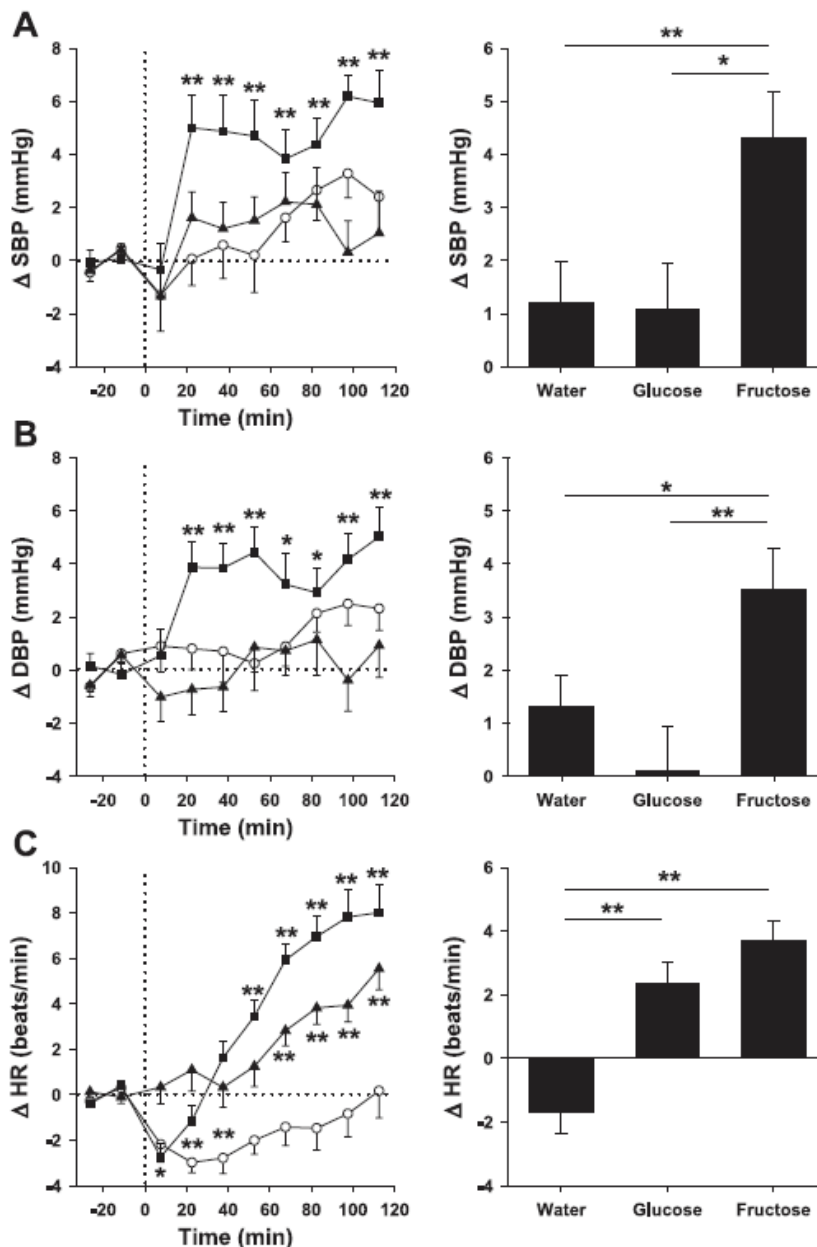 A
Δ SBP (mmHg)
8
6
4
2
0
-2
-4
** ** ** ** ** ** **
-20 0 20 40 60 80 100 120
Time (min)
Δ SBP (mmHg)
6
5
4
3
2
1
0
**
*
Water Glucose Fructose
B
Δ DBP (mmHg)
8
6
4
2
0
-2
-4
** ** ** * * ** **
-20 0 20 40 60 80 100 120
Time (min)
Δ DBP (mmHg)
6
5
4
3
2
1
0
*
**
Water Glucose Fructose
C
Δ HR (beats/min)
10
8
6
4
2
0
-2
-4
** ** ** ** **
** ** ** **
* ** **
-20 0 20 40 60 80 100 120
Time (min)
Δ HR (beats/min)
6
4
2
0
-2
-4
**
**
Water Glucose Fructose